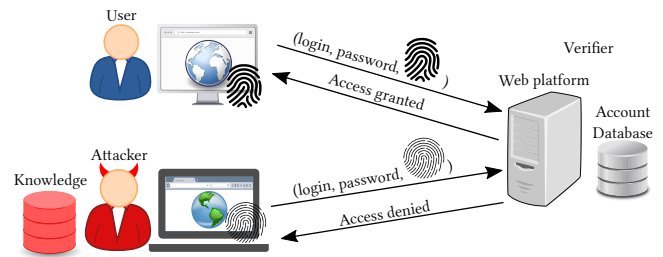 User
(login, password, )
Access granted
Verifier
Web platform
Account
Database
Attacker
Knowledge
(login, password, )
Access denied